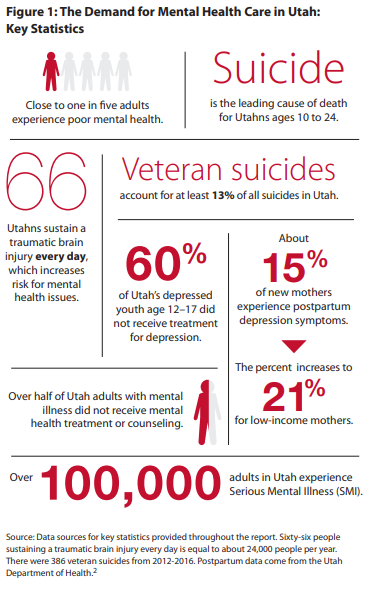 Figure 1: The Demand for Mental Health Care in Utah:
Key Statistics
Close to one in five adults
experience poor mental health.
Suicide
is the leading cause of death
for Utahns ages 10 to 24.
66
Utahns sustain a
traumatic brain
injury every day,
which increases
risk for mental
health issues.
Veteran suicides
account for at least 13% of all suicides in Utah.
60%
of Utah's depressed
youth age 12–17 did
not receive treatment
for depression.
About
15%
of new mothers
experience postpartum
depression symptoms.
The percent increases to
21%
for low-income mothers.
Over half of Utah adults with mental
illness did not receive mental
health treatment or counseling.
Over 100,000 adults in Utah experience
Serious Mental Illness (SMI).
Source: Data sources for key statistics provided throughout the report. Sixty-six people
sustaining a traumatic brain injury every day is equal to about 24,000 people per year.
There were 386 veteran suicides from 2012-2016. Postpartum data come from the Utah
Department of Health.2